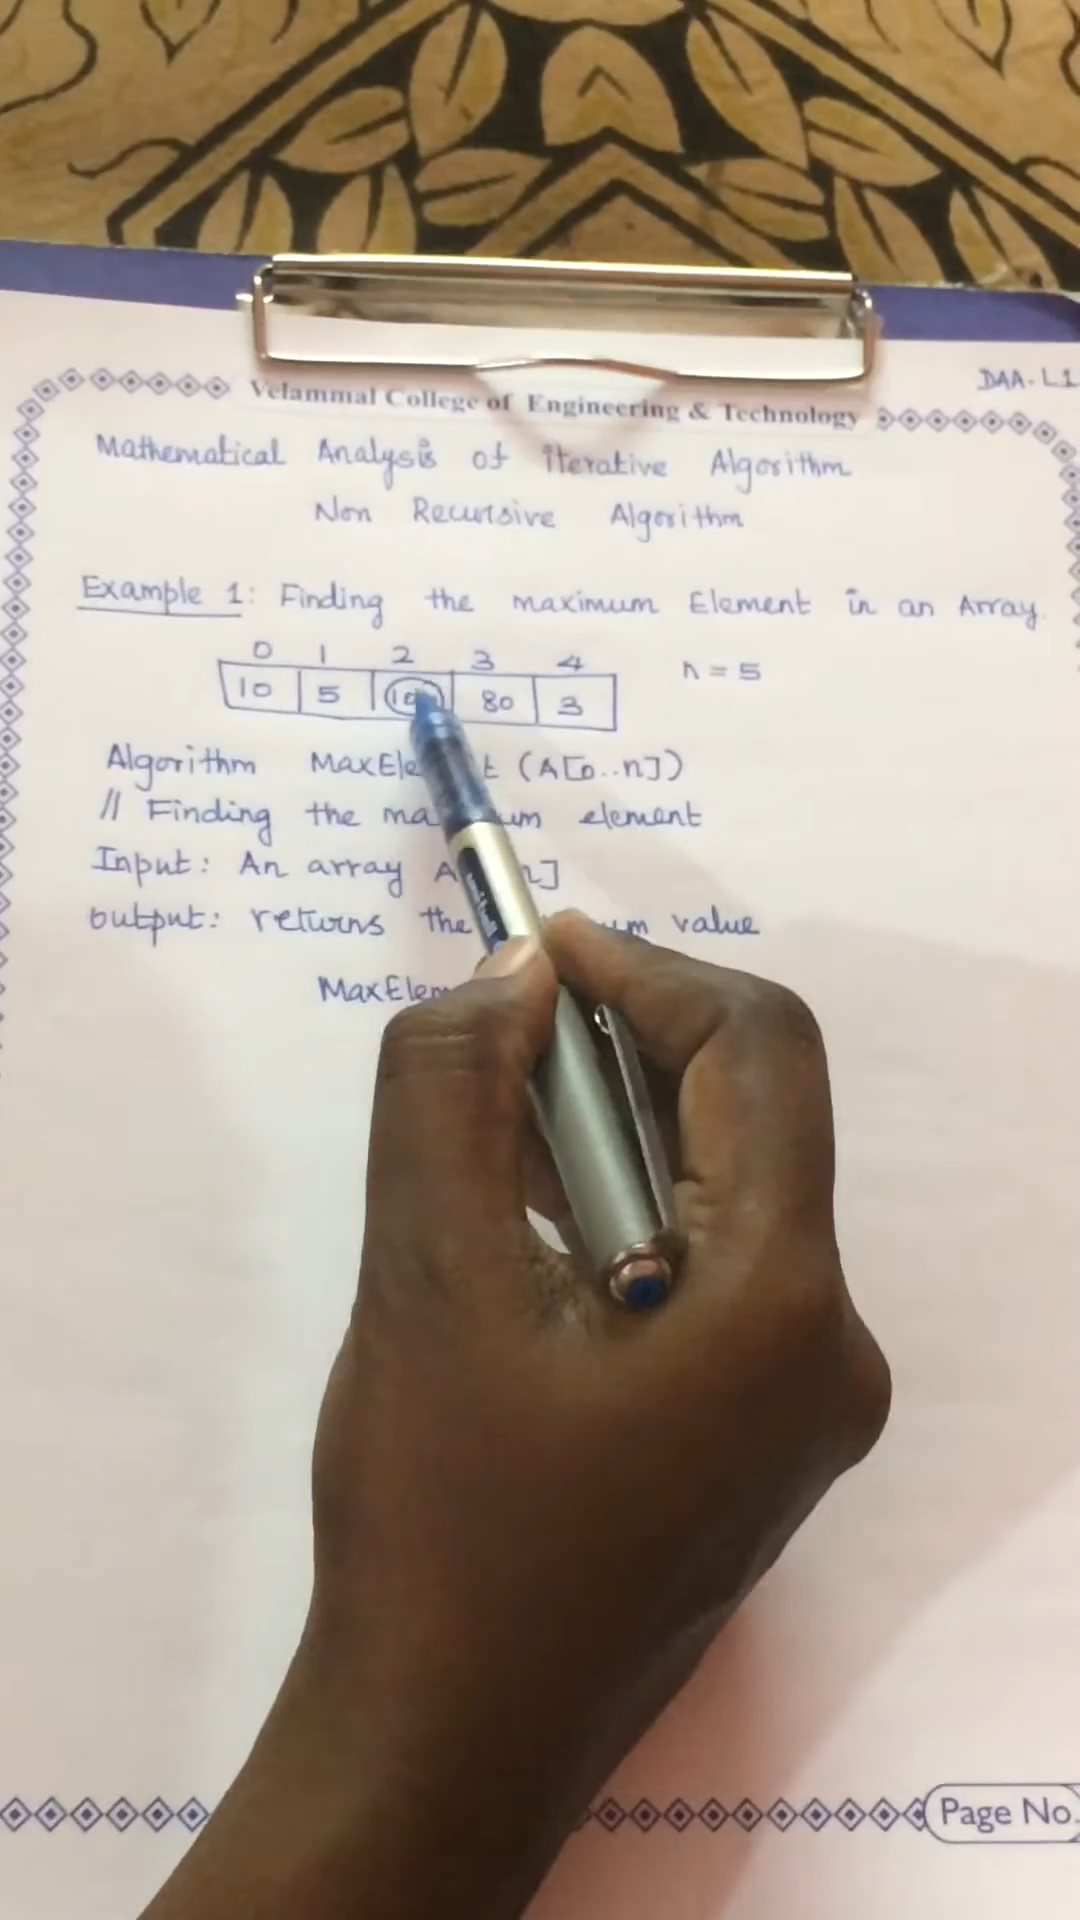 DAA-L1
Velammal College of Engineering & Technology
Mathematical Analysis of iterative Algorithm
Non Recursive Algorithm
Example 1: Finding the maximum Element in an Array.
0 1 2 3 4
10 5 80 3 n = 5
Algorithm (A[0..n])
// Finding the element
Input: An array
output: returns the value
Page No.